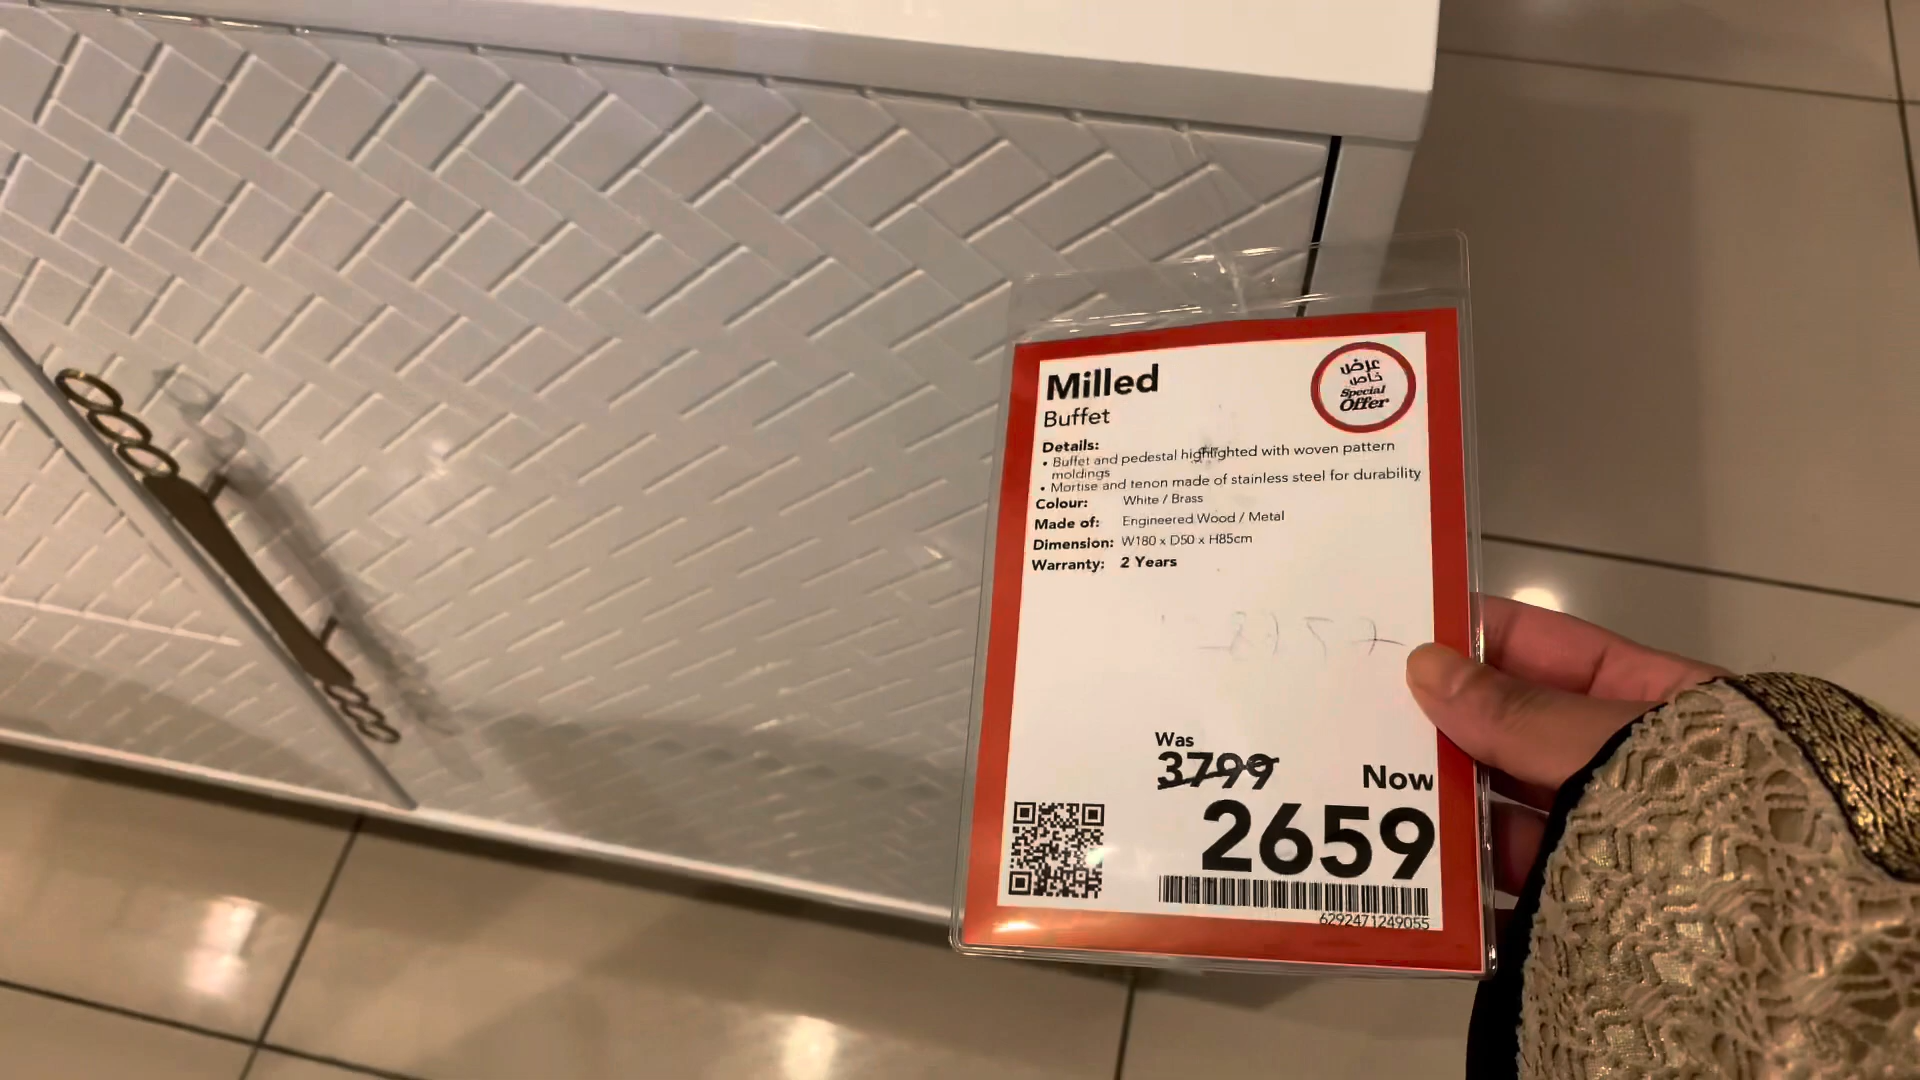 Milled
Buffet
عرض
خاص
Special
Offer
Details:
• Buffet and pedestal highlighted with woven pattern
moldings
• Mortise and tenon made of stainless steel for durability
Colour: White / Brass
Made of: Engineered Wood / Metal
Dimension: W180 x D50 x H85cm
Warranty: 2 Years
Was
3799
Now
2659
6292471249055